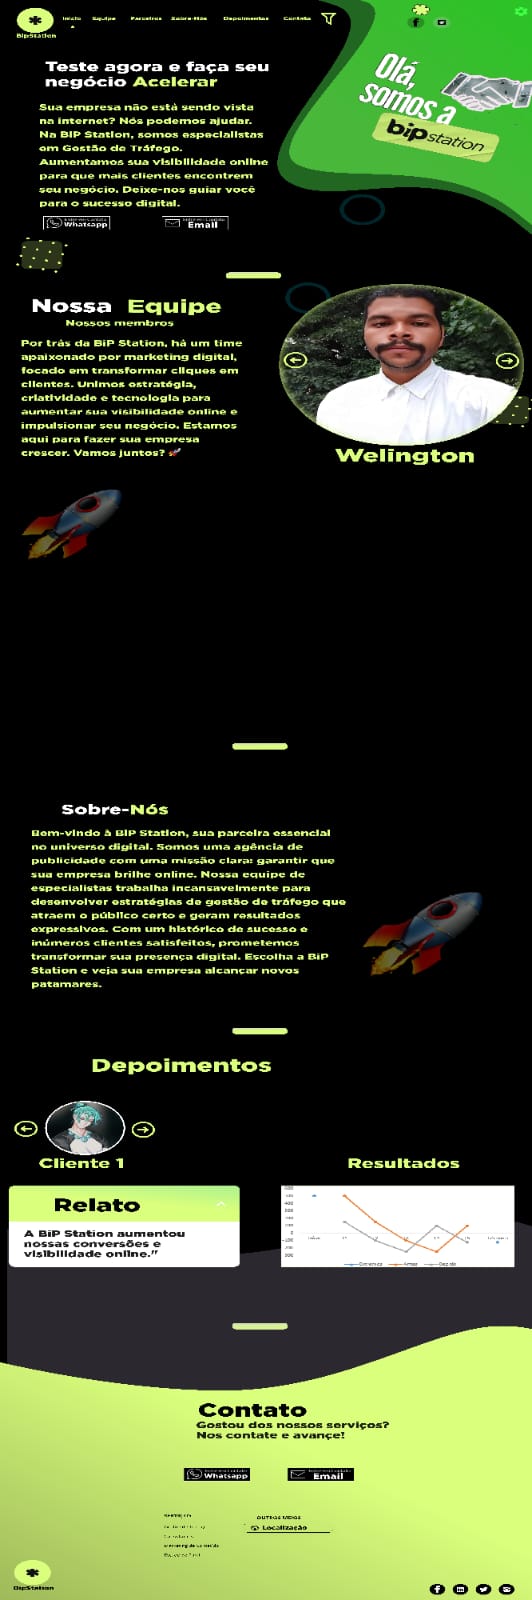 Início Equipe Parceiros Sobre-Nós Depoimentos Contato
BipStation
Olá,
somos a
bipstation
Teste agora e faça seu
negócio Acelerar
Sua empresa não está sendo vista
na internet? Nós podemos ajudar.
Na BiP Station, somos especialistas
em Gestão de Tráfego.
Aumentamos sua visibilidade online
para que mais clientes encontrem
seu negócio. Deixe-nos guiar você
para o sucesso digital.
Whatsapp
Email
Nossa Equipe
Nossos membros
Por trás da BiP Station, há um time
apaixonado por marketing digital,
focado em transformar cliques em
clientes. Unimos estratégia,
criatividade e tecnologia para
aumentar sua visibilidade online e
impulsionar seu negócio. Estamos
aqui para fazer sua empresa
crescer. Vamos juntos? 🚀
Welington
Sobre-Nós
Bem-vindo à BiP Station, sua parceira essencial
no universo digital. Somos uma agência de
publicidade com uma missão clara: garantir que
sua empresa brilhe online. Nossa equipe de
especialistas trabalha incansavelmente para
desenvolver estratégias de gestão de tráfego que
atraem o público certo e geram resultados
expressivos. Com um histórico de sucesso e
inúmeros clientes satisfeitos, prometemos
transformar sua presença digital. Escolha a BiP
Station e veja sua empresa alcançar novos
patamares.
Depoimentos
Cliente 1
Resultados
Relato
A BiP Station aumentou
nossas conversões e
visibilidade online."
Contato
Gostou dos nossos serviços?
Nos contate e avançe!
Whatsapp
Email
Localização
BipStation